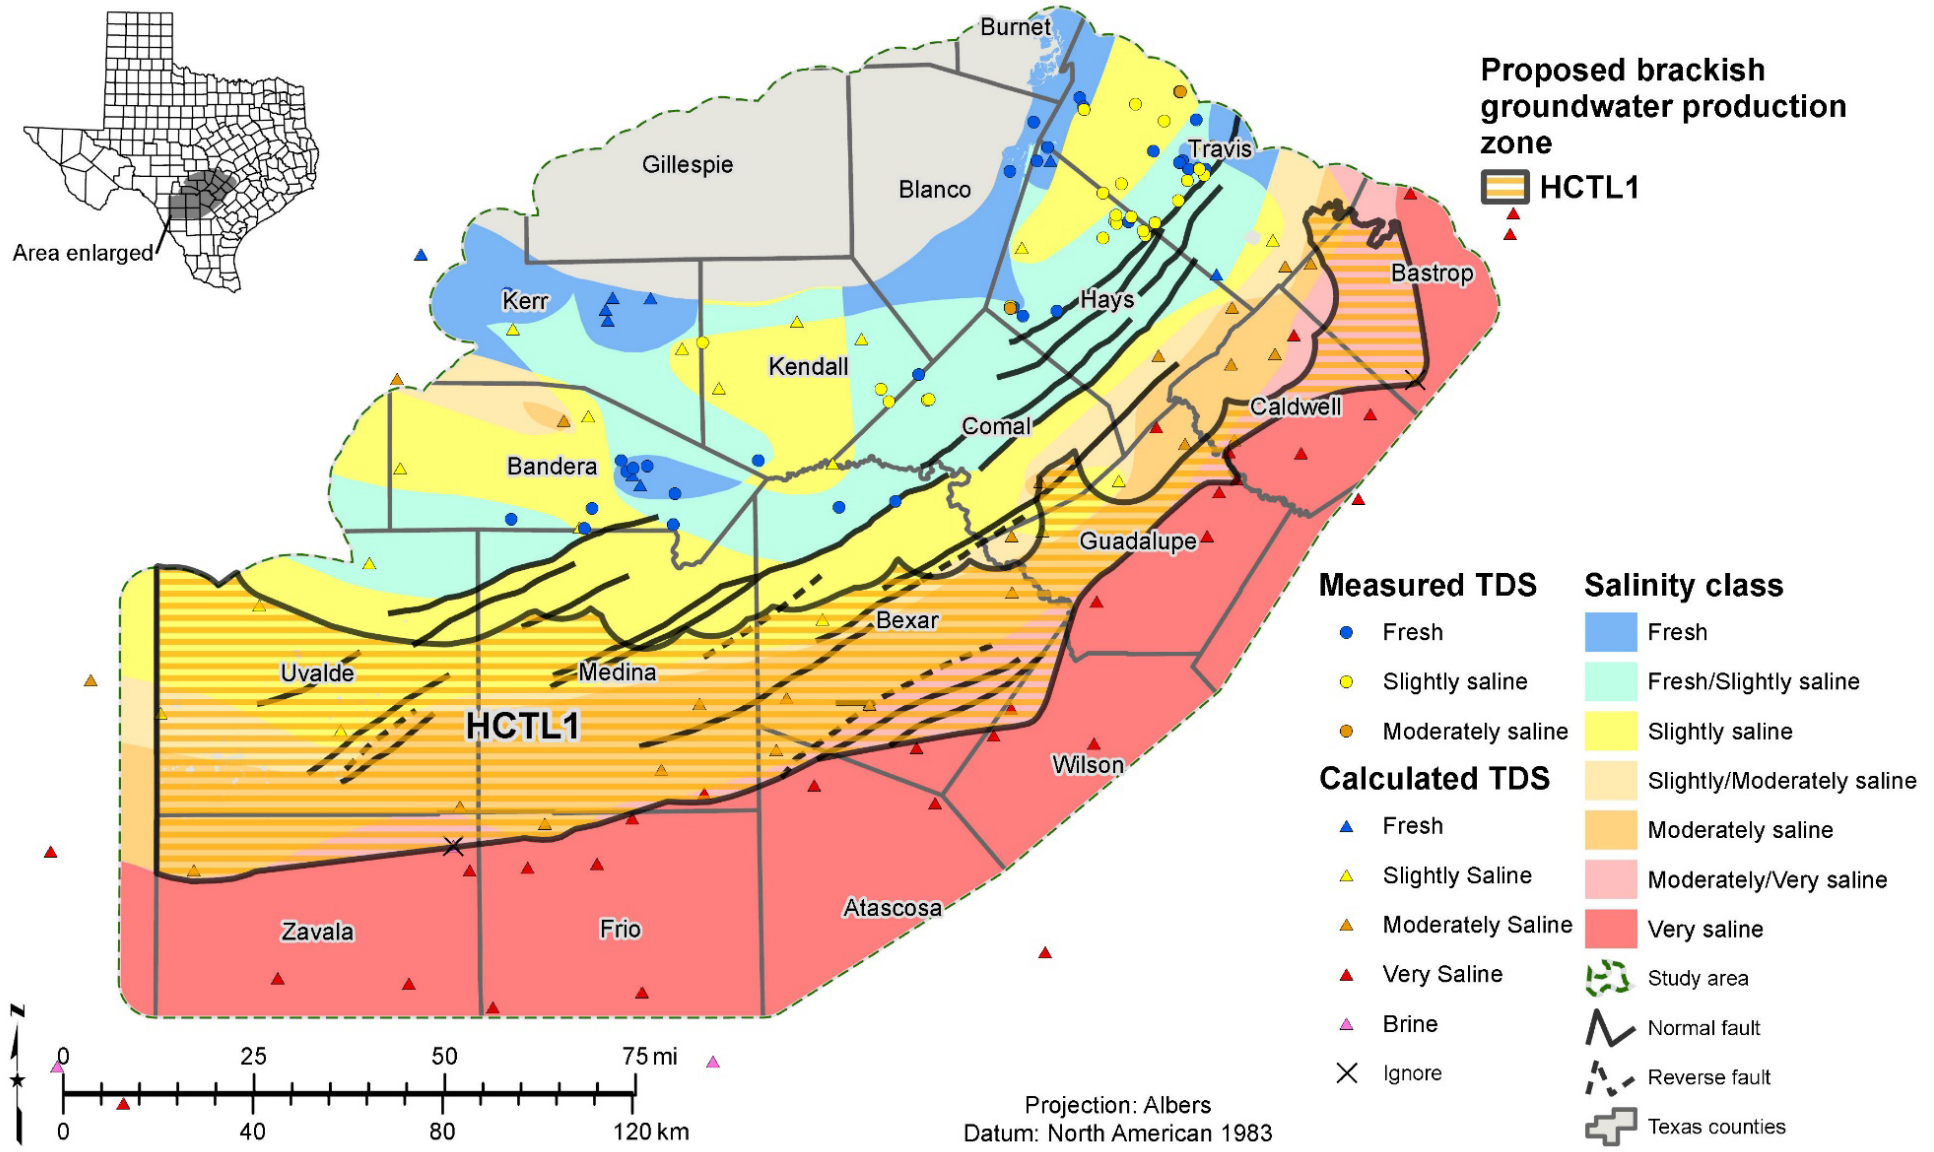 Area enlarged
Burnet
Gillespie
Blanco
Travis
Kerr
Hays
Bastrop
Kendall
Comal
Caldwell
Bandera
Guadalupe
Bexar
Uvalde
Medina
HCTL1
Wilson
Zavala
Frio
Atascosa
Proposed brackish
groundwater production
zone
HCTL1
Measured TDS
Fresh
Slightly saline
Moderately saline
Calculated TDS
Fresh
Slightly Saline
Moderately Saline
Very Saline
Brine
Ignore
Salinity class
Fresh
Fresh/Slightly saline
Slightly saline
Slightly/Moderately saline
Moderately saline
Moderately/Very saline
Very saline
Study area
Normal fault
Reverse fault
Texas counties
N
0 25 50 75 mi
0 40 80 120 km
Projection: Albers
Datum: North American 1983